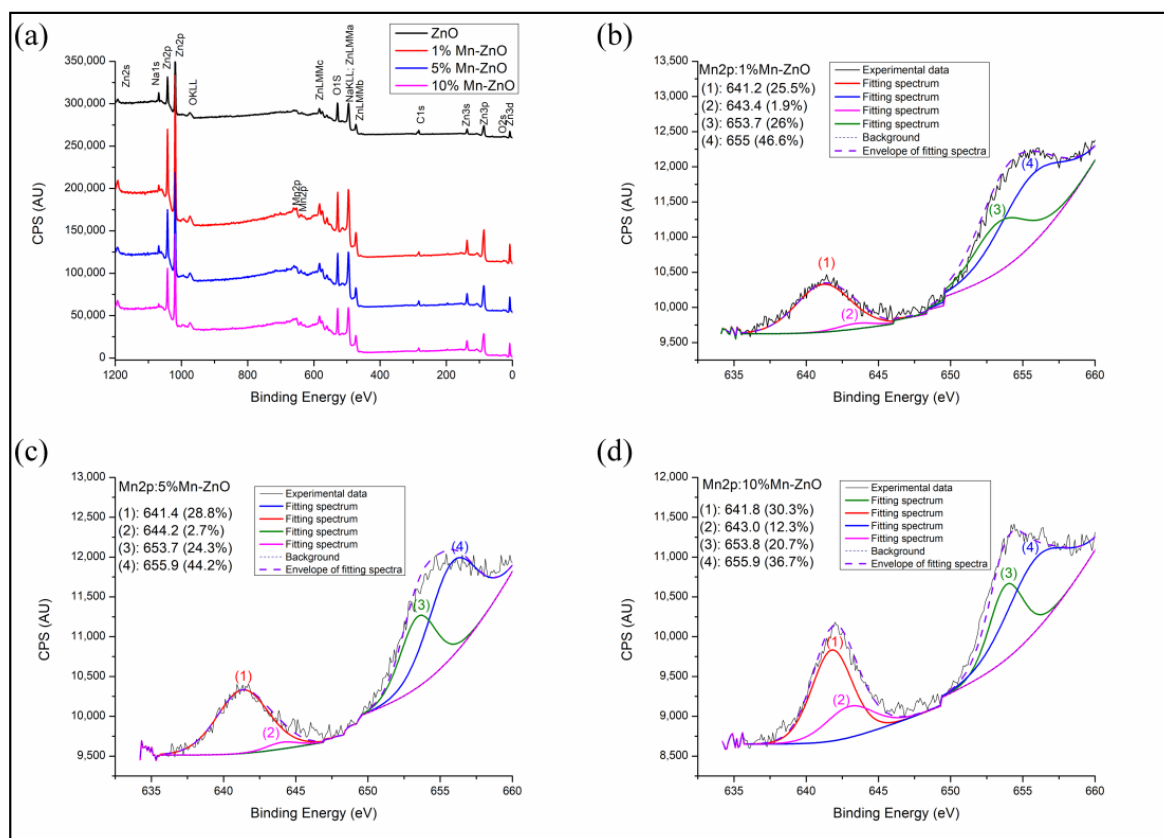 (a)
Zn2s
Na1s
Zn2p
Zn2p
OKLL
ZnLMMc
O1S
NaKLL; ZnLMMa
ZnLMMb
C1s
Zn3s
Zn3p
O2s
Zn3d
Mn2p
Mn2p
ZnO
1% Mn-ZnO
5% Mn-ZnO
10% Mn-ZnO
350,000
300,000
250,000
200,000
150,000
100,000
50,000
0
CPS (AU)
1200 1000 800 600 400 200 0
Binding Energy (eV)
(b)
Mn2p:1%Mn-ZnO
(1): 641.2 (25.5%)
(2): 643.4 (1.9%)
(3): 653.7 (26%)
(4): 655 (46.6%)
Experimental data
Fitting spectrum
Fitting spectrum
Fitting spectrum
Fitting spectrum
Background
Envelope of fitting spectra
(1)
(2)
(3)
(4)
13,500
13,000
12,500
12,000
11,500
11,000
10,500
10,000
9,500
CPS (AU)
635 640 645 650 655 660
Binding Energy (eV)
(c)
Mn2p:5%Mn-ZnO
(1): 641.4 (28.8%)
(2): 644.2 (2.7%)
(3): 653.7 (24.3%)
(4): 655.9 (44.2%)
Experimental data
Fitting spectrum
Fitting spectrum
Fitting spectrum
Fitting spectrum
Background
Envelope of fitting spectra
(1)
(2)
(3)
(4)
13,000
12,500
12,000
11,500
11,000
10,500
10,000
9,500
CPS (AU)
635 640 645 650 655 660
Binding Energy (eV)
(d)
Mn2p:10%Mn-ZnO
(1): 641.8 (30.3%)
(2): 643.0 (12.3%)
(3): 653.8 (20.7%)
(4): 655.9 (36.7%)
Experimental data
Fitting spectrum
Fitting spectrum
Fitting spectrum
Fitting spectrum
Background
Envelope of fitting spectra
(1)
(2)
(3)
(4)
12,000
11,500
11,000
10,500
10,000
9,500
9,000
8,500
CPS (AU)
635 640 645 650 655 660
Binding Energy (eV)